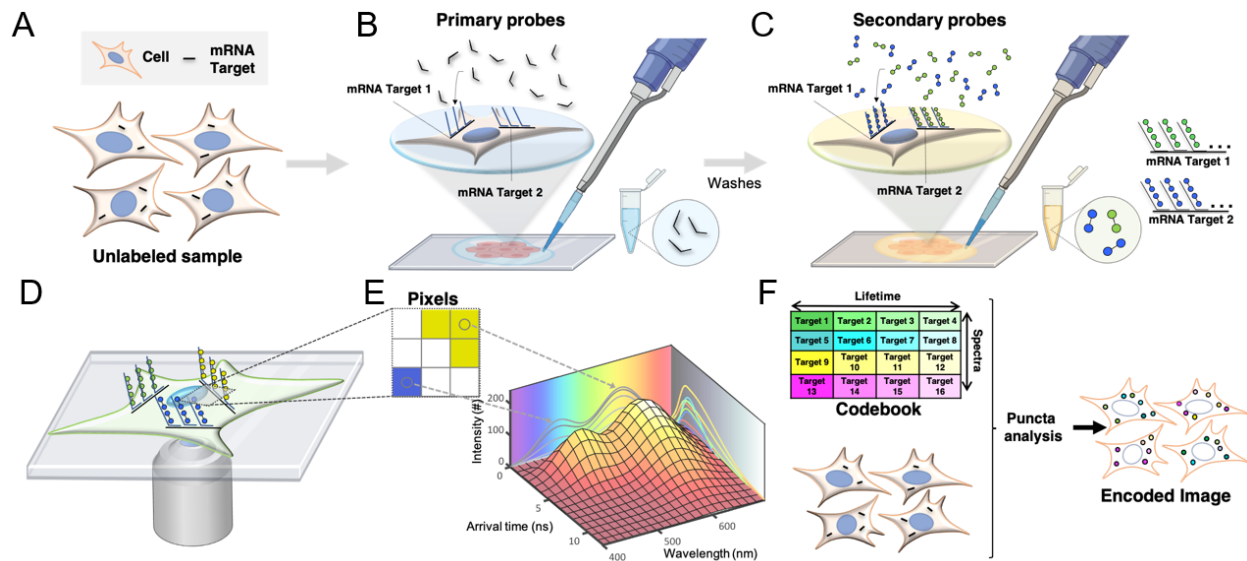 A
Cell
mRNA
Target
Unlabeled sample
B
Primary probes
mRNA Target 1
mRNA Target 2
Washes
C
Secondary probes
mRNA Target 1
mRNA Target 2
mRNA Target 1
mRNA Target 2
D
E
Pixels
Intensity (#)
200
100
0
0
5
10
Arrival time (ns)
400
500
600
Wavelength (nm)
F
Lifetime
Spectra
Target 1 Target 2 Target 3 Target 4
Target 5 Target 6 Target 7 Target 8
Target 9 Target 10 Target 11 Target 12
Target 13 Target 14 Target 15 Target 16
Codebook
Puncta
analysis
Encoded Image